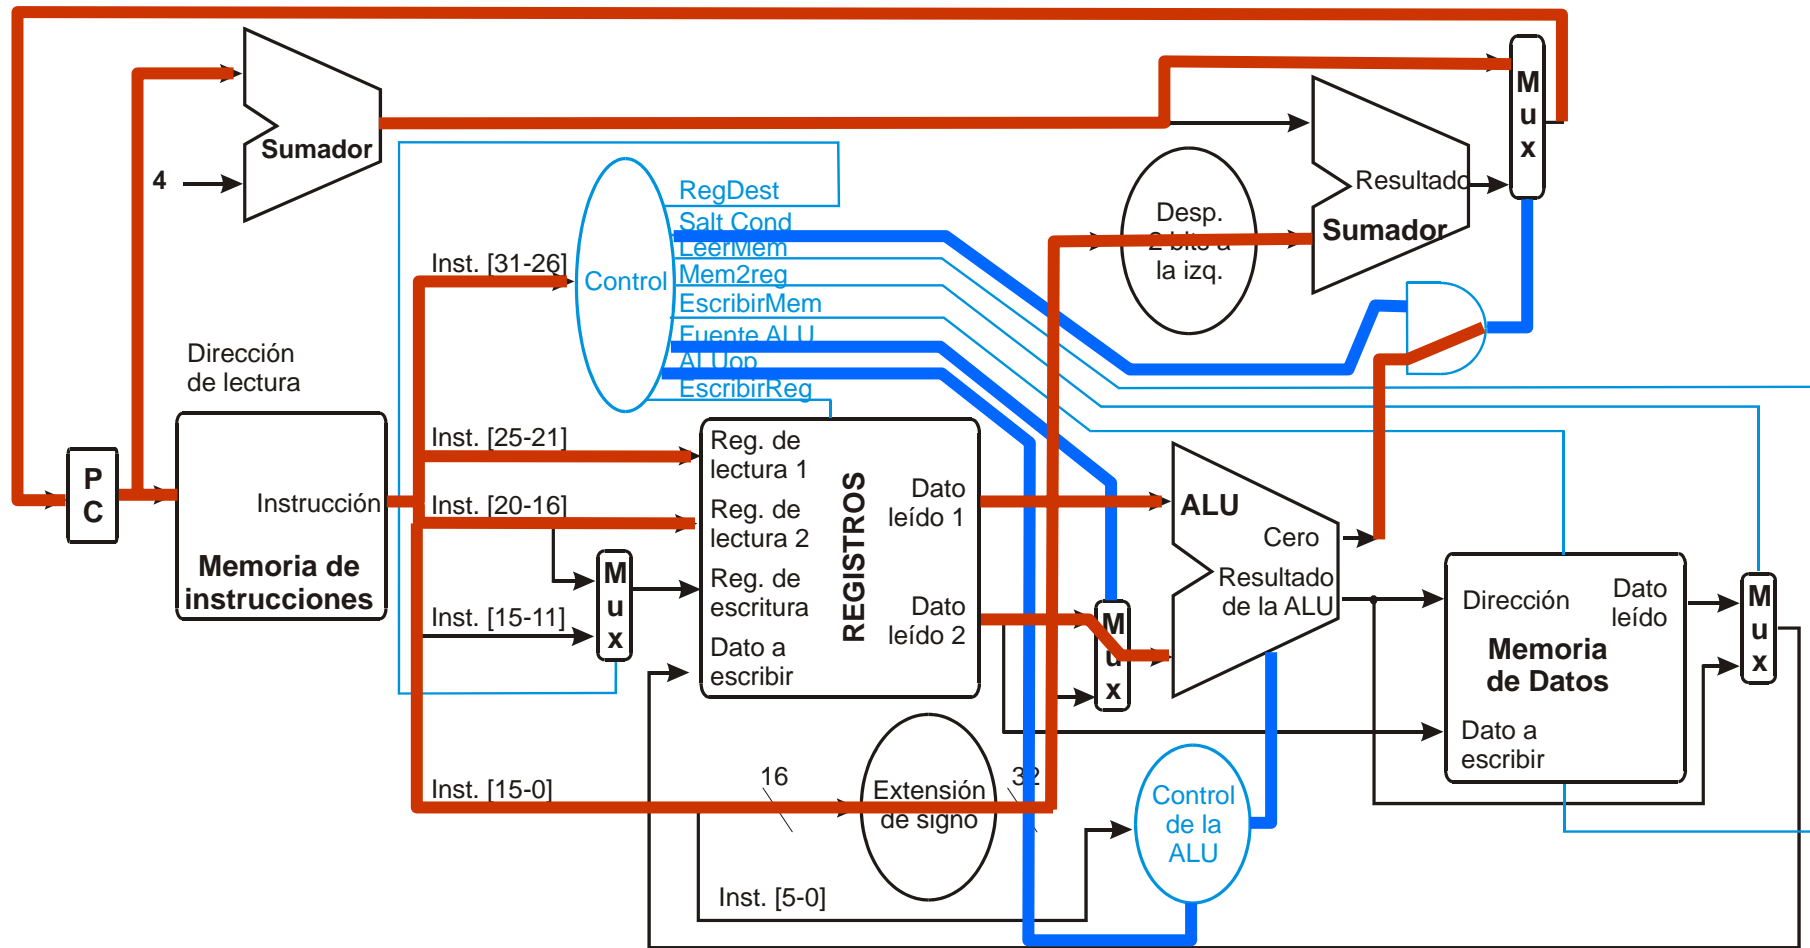 M
u
x
Sumador
4
RegDest
Salt Cond
LeerMem
Mem2reg
EscribirMem
Fuente ALU
ALUop
EscribirReg
Control
Inst. [31-26]
Desp.
2 bits a
la izq.
Resultado
Sumador
Dirección
de lectura
P
C
Instrucción
Memoria de
instrucciones
Inst. [25-21]
Inst. [20-16]
Inst. [15-11]
M
u
x
Reg. de
lectura 1
Reg. de
lectura 2
Reg. de
escritura
Dato a
escribir
REGISTROS
Dato
leído 1
Dato
leído 2
M
u
x
ALU
Cero
Resultado
de la ALU
Dirección
Dato
leído
Memoria
de Datos
Dato a
escribir
M
u
x
Inst. [15-0]
16
Extensión
de signo
32
Control
de la
ALU
Inst. [5-0]